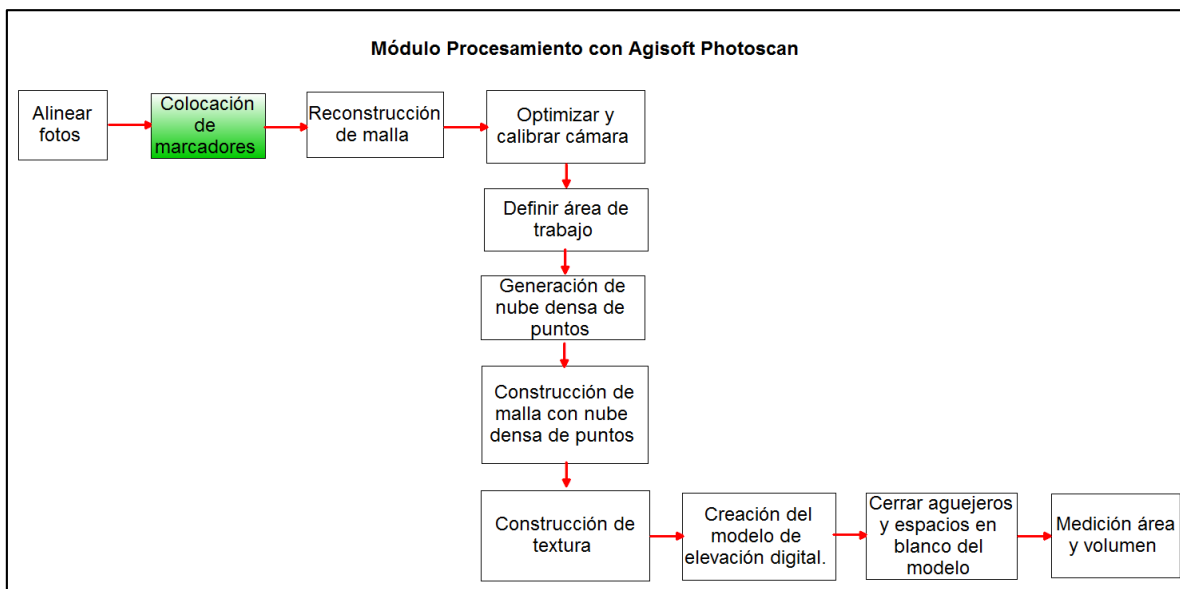 Módulo Procesamiento con Agisoft Photoscan
Alinear
fotos
Colocación
de
marcadores
Reconstrucción
de malla
Optimizar y
calibrar cámara
Definir área de
trabajo
Generación de
nube densa de
puntos
Construcción de
malla con nube
densa de puntos
Construcción de
textura
Creación del
modelo de
elevación digital.
Cerrar aguejeros
y espacios en
blanco del
modelo
Medición área
y volumen